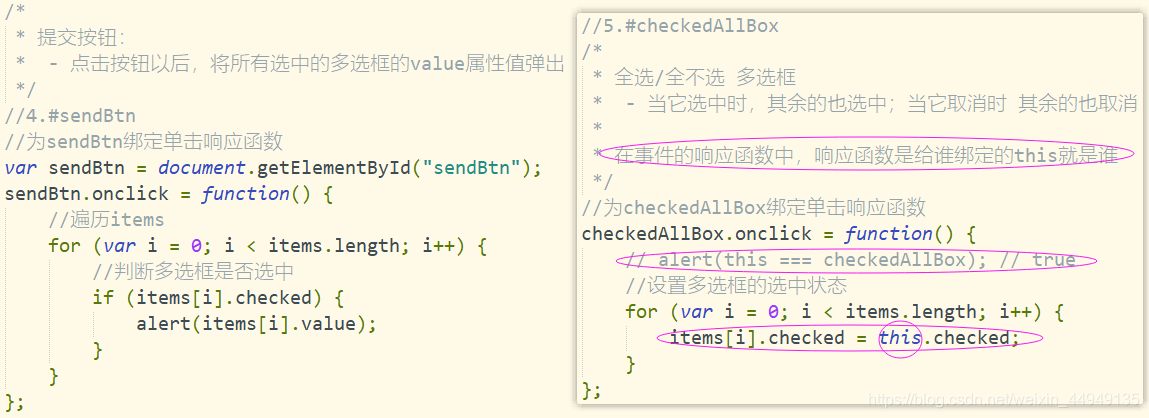 /*
 * 提交按钮：
 *  - 点击按钮以后，将所有选中的多选框的value属性值弹出
 */
//4.#sendBtn
//为sendBtn绑定单击响应函数
var sendBtn = document.getElementById("sendBtn");
sendBtn.onclick = function() {
    //遍历items
    for (var i = 0; i < items.length; i++) {
        //判断多选框是否选中
        if (items[i].checked) {
            alert(items[i].value);
        }
    }
};
//5.#checkedAllBox
/*
 * 全选/全不选 多选框
 *  - 当它选中时，其余的也选中；当它取消时 其余的也取消
 *
 * 在事件的响应函数中，响应函数是给谁绑定的this就是谁
 */
//为checkedAllBox绑定单击响应函数
checkedAllBox.onclick = function() {
    // alert(this === checkedAllBox); // true
    //设置多选框的选中状态
    for (var i = 0; i < items.length; i++) {
        items[i].checked = this.checked;
    }
};
https://blog.csdn.net/waixin_44949135